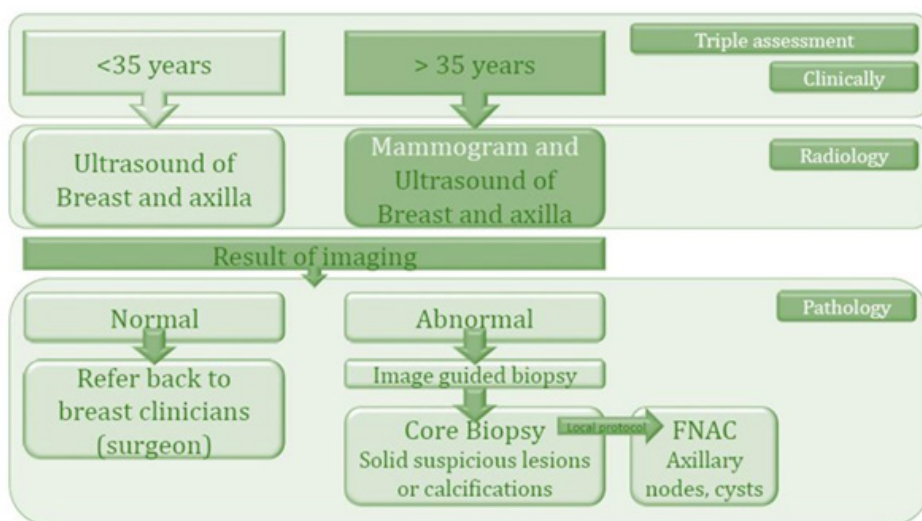 Triple assessment
<35 years
> 35 years
Clinically
Ultrasound of
Breast and axilla
Mammogram and
Ultrasound of
Breast and axilla
Radiology
Result of imaging
Normal
Abnormal
Pathology
Refer back to
breast clinicians
(surgeon)
Image guided biopsy
Core Biopsy
Solid suspicious lesions
or calcifications
Local protocol
FNAC
Axillary
nodes, cysts